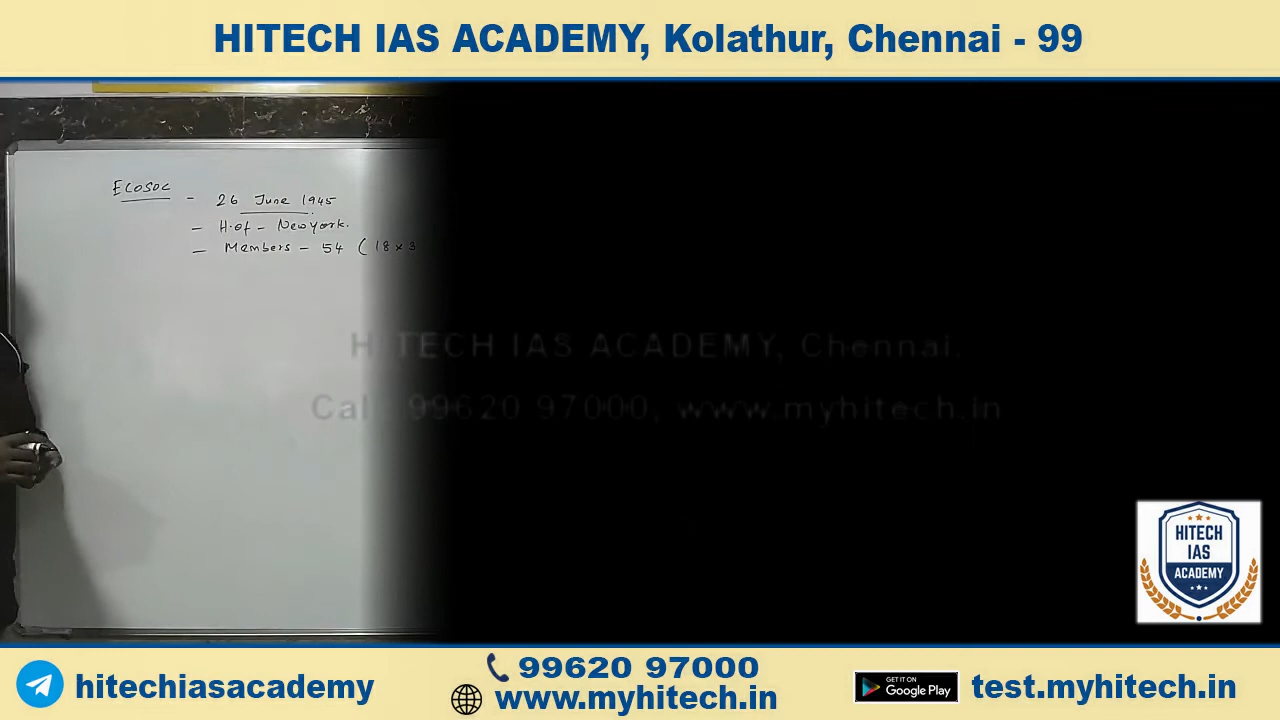 HITECH IAS ACADEMY, Kolathur, Chennai - 99
ECOSOC - 26 June 1945
- H.of - Newyork.
- Members - 54 (18 x 3
HITECH IAS ACADEMY, Chennai.
Call 99620 97000, www.myhitech.in
HITECH
IAS
ACADEMY
hitechiasacademy
99620 97000
www.myhitech.in
GET IT ON
Google Play
test.myhitech.in